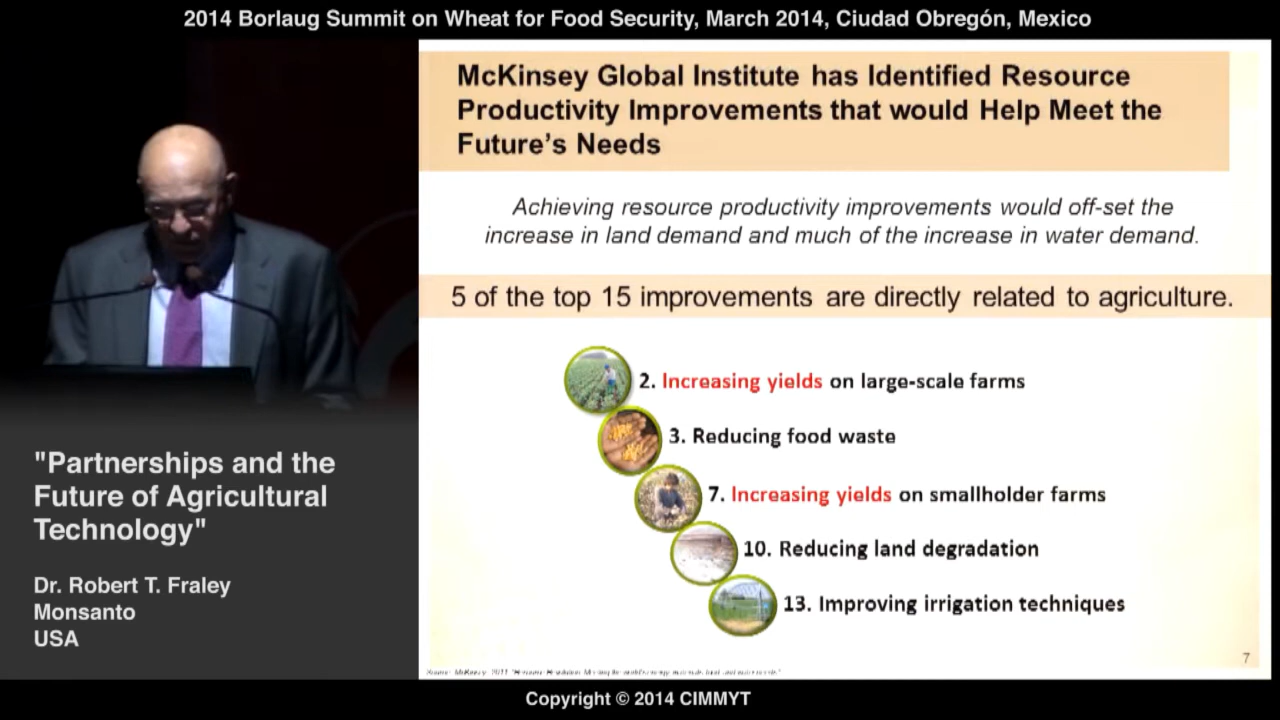 2014 Borlaug Summit on Wheat for Food Security, March 2014, Ciudad Obregón, Mexico
McKinsey Global Institute has Identified Resource
Productivity Improvements that would Help Meet the
Future's Needs
Achieving resource productivity improvements would off-set the
increase in land demand and much of the increase in water demand.
5 of the top 15 improvements are directly related to agriculture.
2. Increasing yields on large-scale farms
3. Reducing food waste
7. Increasing yields on smallholder farms
10. Reducing land degradation
13. Improving irrigation techniques
7
"Partnerships and the
Future of Agricultural
Technology"
Dr. Robert T. Fraley
Monsanto
USA
Copyright © 2014 CIMMYT